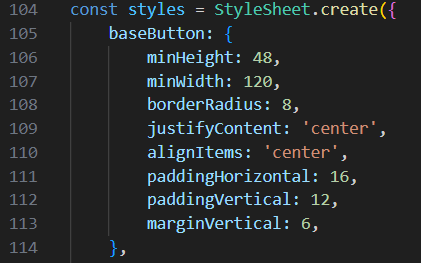 104 const styles = StyleSheet.create({
105     baseButton: {
106         minHeight: 48,
107         minWidth: 120,
108         borderRadius: 8,
109         justifyContent: 'center',
110         alignItems: 'center',
111         paddingHorizontal: 16,
112         paddingVertical: 12,
113         marginVertical: 6,
114     },